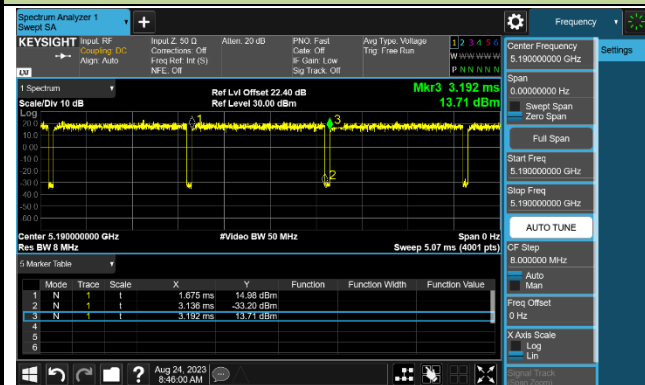 Spectrum Analyzer 1
Swept SA
Frequency
KEYSIGHT
Input: RF
Coupling: DC
Align: Auto
Input Z: 50 Ω
Corrections: Off
Freq Ref: Int (S)
NFE: Off
Atten: 20 dB
PNO: Fast
Gate: Off
IF Gain: Low
Sig Track: Off
Avg Type: Voltage
Trig: Free Run
1 2 3 4 5 6
W W W W W W
P N N N N N
LXI
Center Frequency
5.190000000 GHz
Settings
Span
0.00000000 Hz
Swept Span
Zero Span
Full Span
Start Freq
5.190000000 GHz
Stop Freq
5.190000000 GHz
AUTO TUNE
CF Step
8.000000 MHz
Auto
Man
Freq Offset
0 Hz
X Axis Scale
Log
Lin
Signal Track
(Span Zoom)
1 Spectrum
Scale/Div 10 dB
Ref Lvl Offset 22.40 dB
Ref Level 30.00 dBm
Mkr3 3.192 ms
13.71 dBm
Log
20.0
10.0
0.00
-10.0
-20.0
-30.0
-40.0
-50.0
-60.0
1
3
2
Center 5.190000000 GHz
Res BW 8 MHz
#Video BW 50 MHz
Span 0 Hz
Sweep 5.07 ms (4001 pts)
5 Marker Table
Mode Trace Scale X Y Function Function Width Function Value
1 N 1 t 1.675 ms 14.98 dBm
2 N 1 t 3.136 ms -33.20 dBm
3 N 1 t 3.192 ms 13.71 dBm
4
5
6
Aug 24, 2023
8:46:00 AM